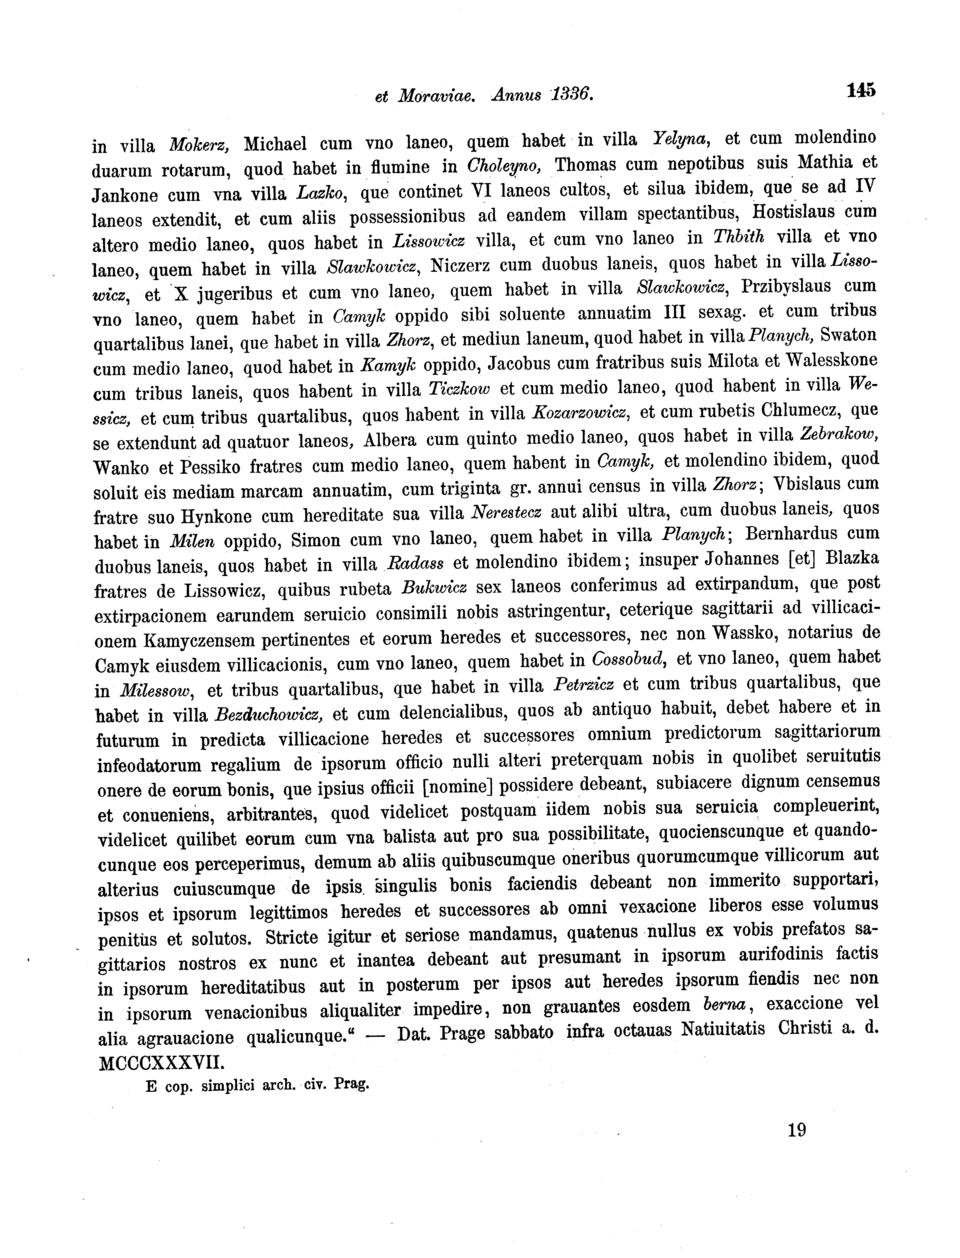 et Moraviae. Annus 1336. 145
in villa Mokerz, Michael cum vno laneo, quem habet in villa Yelyna, et cum molendino
duarum rotarum, quod habet in flumine in Choleyno, Thomas cum nepotibus suis Mathia et
Jankone cum vna villa Lazko, que continet VI laneos cultos, et silua ibidem, que se ad IV
laneos extendit, et cum aliis possessionibus ad eandem villam spectantibus, Hostislaus cum
altero medio laneo, quos habet in Lissowicz villa, et cum vno laneo in Thbith villa et vno
laneo, quem habet in villa Slawkowicz, Niczerz cum duobus laneis, quos habet in villa Lisso-
wicz, et X jugeribus et cum vno laneo, quem habet in villa Slawkowicz, Przibyslaus cum
vno laneo, quem habet in Camyk oppido sibi soluente annuatim III sexag. et cum tribus
quartalibus lanei, que habet in villa Zhorz, et mediun laneum, quod habet in villa Planych, Swaton
cum medio laneo, quod habet in Kamyk oppido, Jacobus cum fratribus suis Milota et Walesskone
cum tribus laneis, quos habent in villa Ticzkow et cum medio laneo, quod habent in villa We-
ssicz, et cum tribus quartalibus, quos habent in villa Kozarzowicz, et cum rubetis Chlumecz, que
se extendunt ad quatuor laneos, Albera cum quinto medio laneo, quos habet in villa Zebrakow,
Wanko et Pessiko fratres cum medio laneo, quem habent in Camyk, et molendino ibidem, quod
soluit eis mediam marcam annuatim, cum triginta gr. annui census in villa Zhorz; Vbislaus cum
fratre suo Hynkone cum hereditate sua villa Nerestecz aut alibi ultra, cum duobus laneis, quos
habet in Milen oppido, Simon cum vno laneo, quem habet in villa Planych; Bernhardus cum
duobus laneis, quos habet in villa Radass et molendino ibidem; insuper Johannes [et] Blazka
fratres de Lissowicz, quibus rubeta Bukwicz sex laneos conferimus ad extirpandum, que post
extirpacionem earundem seruicio consimili nobis astringentur, ceterique sagittarii ad villicaci-
onem Kamyczensem pertinentes et eorum heredes et successores, nec non Wassko, notarius de
Camyk eiusdem villicacionis, cum vno laneo, quem habet in Cossobud, et vno laneo, quem habet
in Milessow, et tribus quartalibus, que habet in villa Petrzicz et cum tribus quartalibus, que
habet in villa Bezduchowicz, et cum delencialibus, quos ab antiquo habuit, debet habere et in
futurum in predicta villicacione heredes et successores omnium predictorum sagittariorum
infeodatorum regalium de ipsorum officio nulli alteri preterquam nobis in quolibet seruitutis
onere de eorum bonis, que ipsius officii [nomine] possidere debeant, subiacere dignum censemus
et conueniens, arbitrantes, quod videlicet postquam iidem nobis sua seruicia compleuerint,
videlicet quilibet eorum cum vna balista aut pro sua possibilitate, quocienscunque et quando-
cunque eos perceperimus, demum ab aliis quibuscumque oneribus quorumcumque villicorum aut
alterius cuiuscumque de ipsis singulis bonis faciendis debeant non immerito supportari,
ipsos et ipsorum legittimos heredes et successores ab omni vexacione liberos esse volumus
penitus et solutos. Stricte igitur et seriose mandamus, quatenus nullus ex vobis prefatos sa-
gittarios nostros ex nunc et inantea debeant aut presumant in ipsorum aurifodinis factis
in ipsorum hereditatibus aut in posterum per ipsos aut heredes ipsorum fiendis nec non
in ipsorum venacionibus aliqualiter impedire, non grauantes eosdem berna, exaccione vel
alia agrauacione qualicunque.“ — Dat. Prage sabbato infra octauas Natiuitatis Christi a. d.
MCCCXXXVII.
E cop. simplici arch. civ. Prag.
19